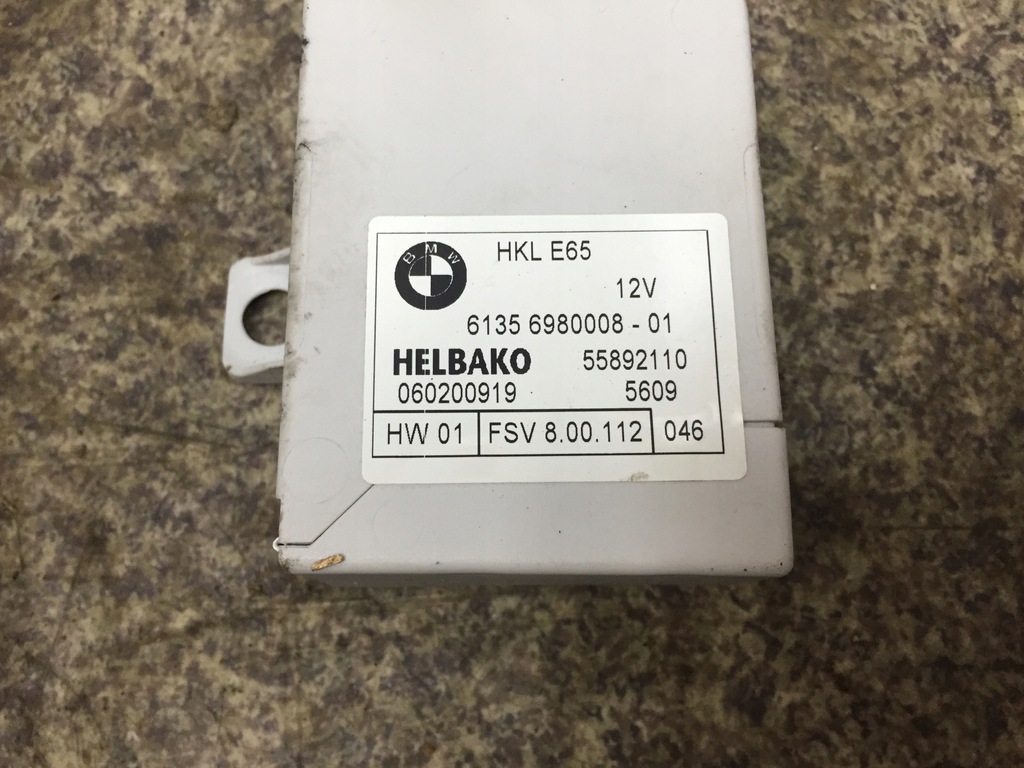 BMW
HKL E65
12V
6135 6980008 - 01
HELBAKO 55892110
060200919 5609
HW 01 FSV 8.00.112 046